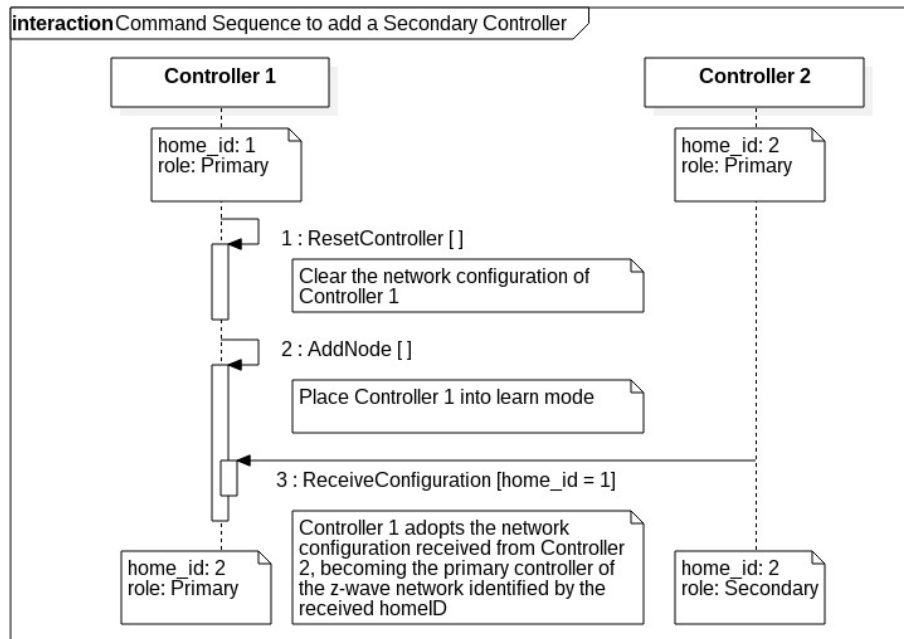 interaction Command Sequence to add a Secondary Controller
Controller 1
Controller 2
home_id: 1
role: Primary
home_id: 2
role: Primary
1 : ResetController [ ]
Clear the network configuration of
Controller 1
2 : AddNode [ ]
Place Controller 1 into learn mode
3 : ReceiveConfiguration [home_id = 1]
Controller 1 adopts the network
configuration received from Controller
2, becoming the primary controller of
the z-wave network identified by the
received homeID
home_id: 2
role: Primary
home_id: 2
role: Secondary